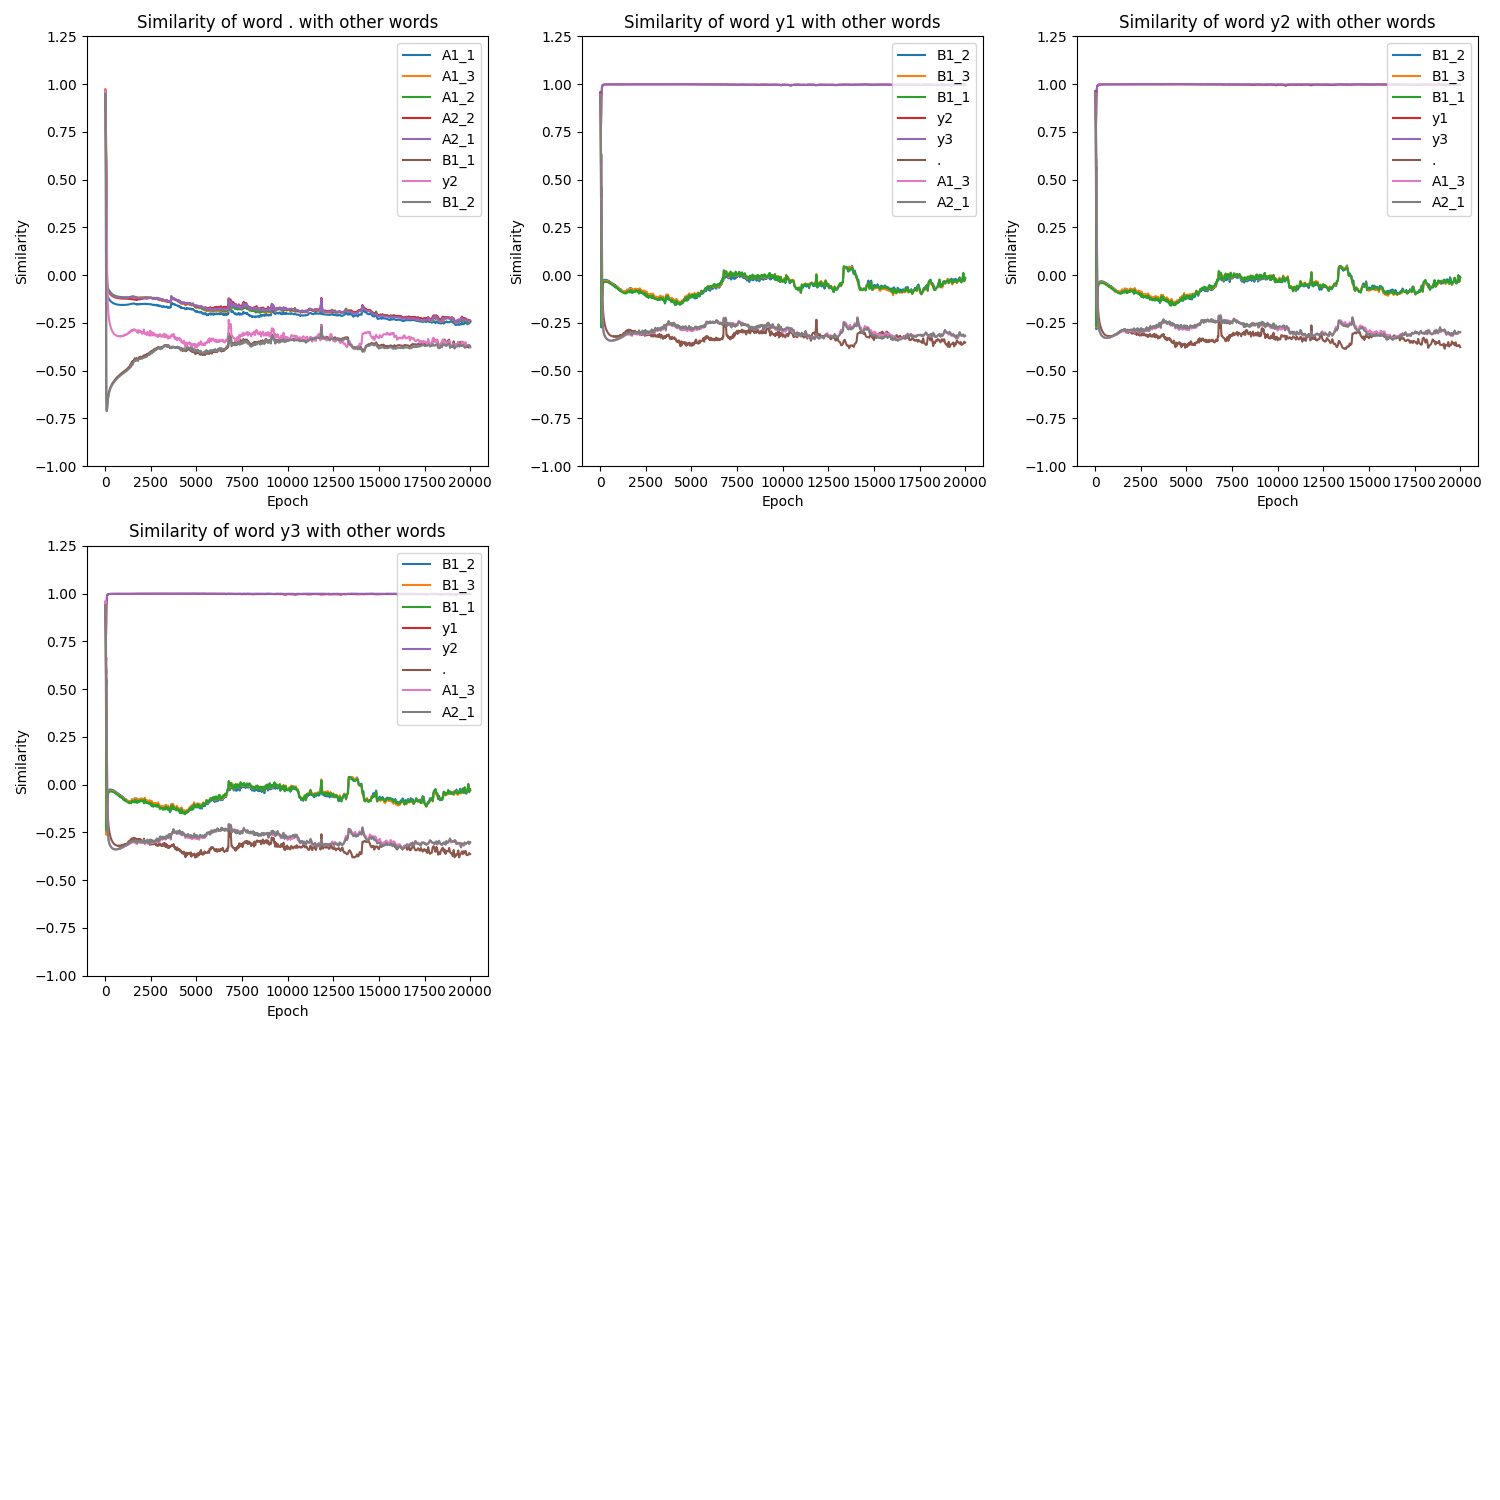 Similarity of word . with other words
1.25
1.00
0.75
0.50
0.25
0.00
−0.25
−0.50
−0.75
−1.00
Similarity
0 2500 5000 7500 10000 12500 15000 17500 20000
Epoch
A1_1
A1_3
A1_2
A2_2
A2_1
B1_1
y2
B1_2
Similarity of word y1 with other words
1.25
1.00
0.75
0.50
0.25
0.00
−0.25
−0.50
−0.75
−1.00
Similarity
0 2500 5000 7500 10000 12500 15000 17500 20000
Epoch
B1_2
B1_3
B1_1
y2
y3
.
A1_3
A2_1
Similarity of word y2 with other words
1.25
1.00
0.75
0.50
0.25
0.00
−0.25
−0.50
−0.75
−1.00
Similarity
0 2500 5000 7500 10000 12500 15000 17500 20000
Epoch
B1_2
B1_3
B1_1
y1
y3
.
A1_3
A2_1
Similarity of word y3 with other words
1.25
1.00
0.75
0.50
0.25
0.00
−0.25
−0.50
−0.75
−1.00
Similarity
0 2500 5000 7500 10000 12500 15000 17500 20000
Epoch
B1_2
B1_3
B1_1
y1
y2
.
A1_3
A2_1